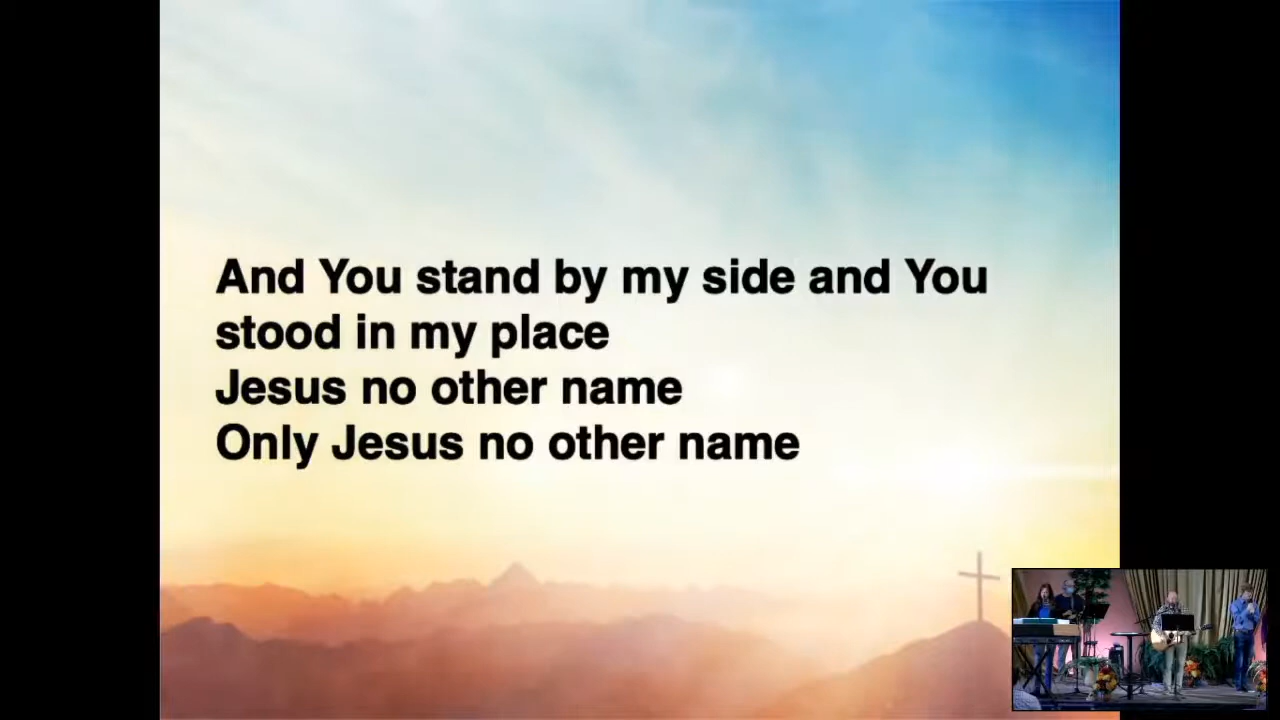 And You stand by my side and You
stood in my place
Jesus no other name
Only Jesus no other name